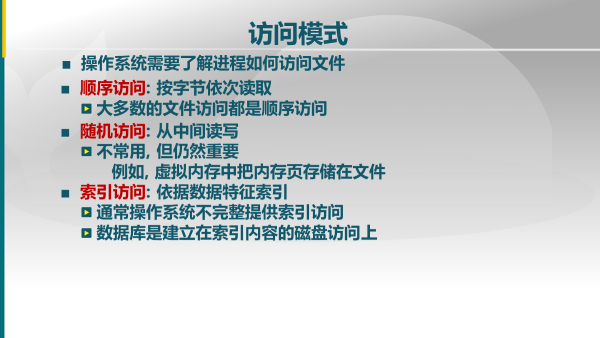 访问模式
操作系统需要了解进程如何访问文件
顺序访问: 按字节依次读取
大多数的文件访问都是顺序访问
随机访问: 从中间读写
不常用, 但仍然重要
例如, 虚拟内存中把内存页存储在文件
索引访问: 依据数据特征索引
通常操作系统不完整提供索引访问
数据库是建立在索引内容的磁盘访问上